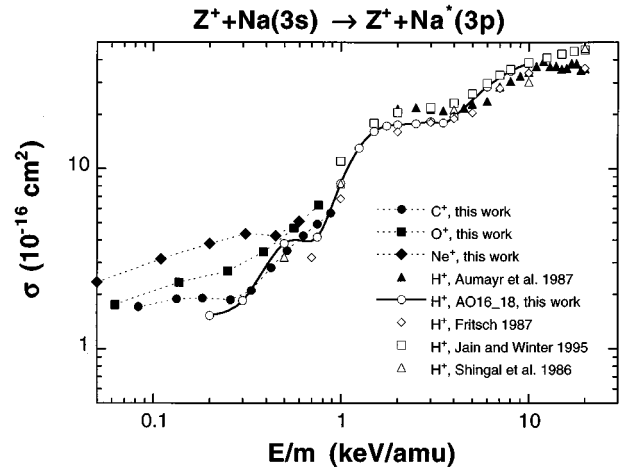 Z⁺+Na(3s) → Z⁺+Na*(3p)
σ (10⁻¹⁶ cm²)
10
1
C⁺, this work
O⁺, this work
Ne⁺, this work
H⁺, Aumayr et al. 1987
H⁺, AO16_18, this work
H⁺, Fritsch 1987
H⁺, Jain and Winter 1995
H⁺, Shingal et al. 1986
0.1 1 10
E/m (keV/amu)